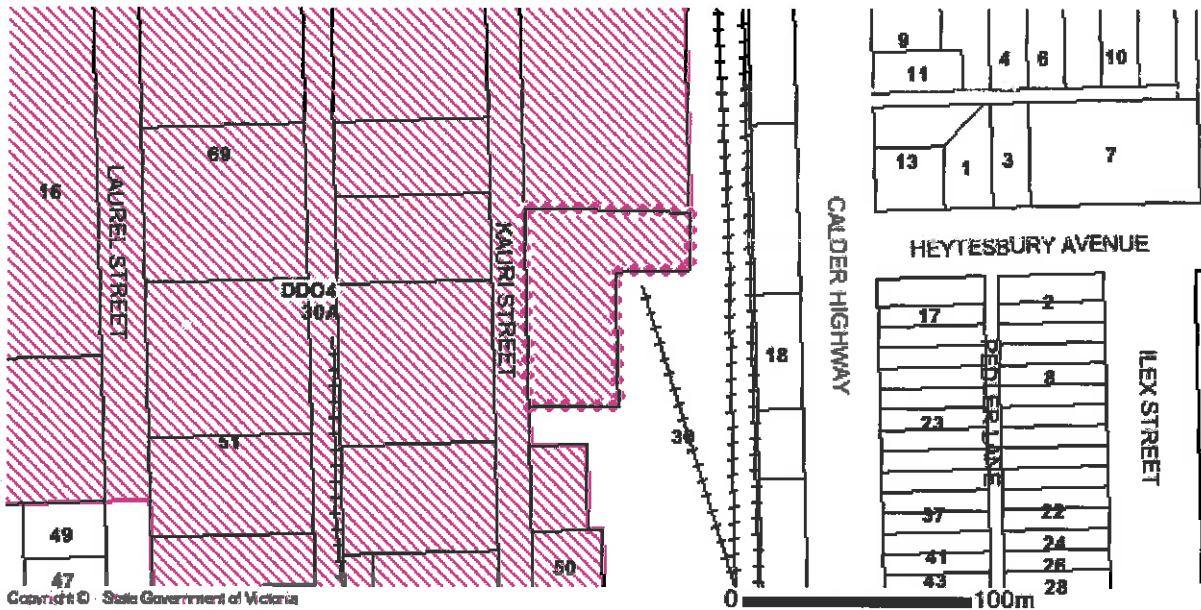 9
4
6
10
11
69
13
1
3
7
16
LAUREL STREET
KAURI STREET
CALDER HIGHWAY
HEYTESBURY AVENUE
DDO4
30A
17
2
18
PEDLER LANE
8
ILEX STREET
23
51
37
22
49
41
24
50
26
47
43
28
Copyright © - State Government of Victoria
0
100m